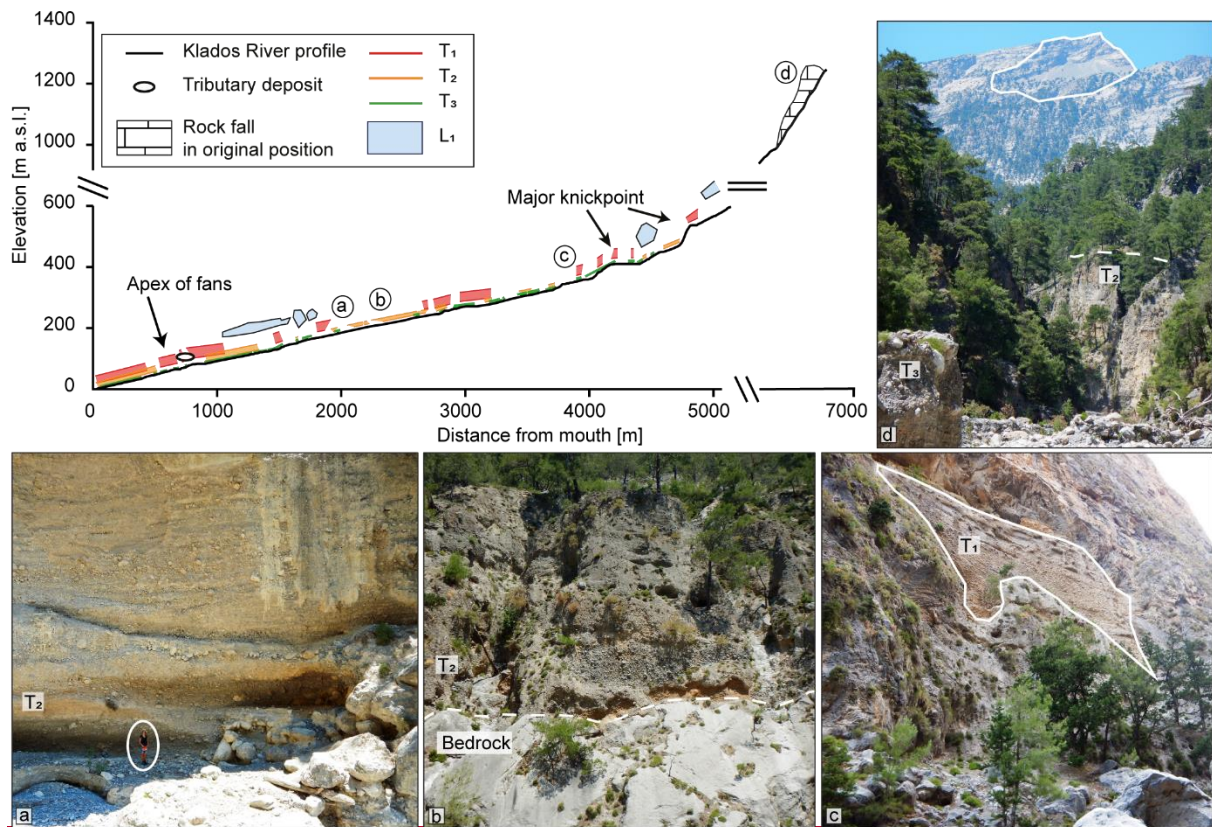 1400
1200
1000
600
400
200
0
Elevation [m a.s.l.]
Klados River profile
Tributary deposit
Rock fall
in original position
T₁
T₂
T₃
L₁
Apex of fans
Major knickpoint
a
b
c
d
0
1000
2000
3000
4000
5000
7000
Distance from mouth [m]
T₂
T₃
d
T₂
a
T₂
Bedrock
b
T₁
c